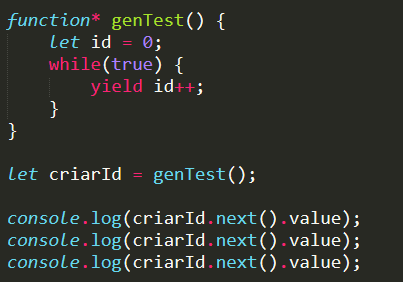 function* genTest() {
    let id = 0;
    while(true) {
        yield id++;
    }
}

let criarId = genTest();

console.log(criarId.next().value);
console.log(criarId.next().value);
console.log(criarId.next().value);